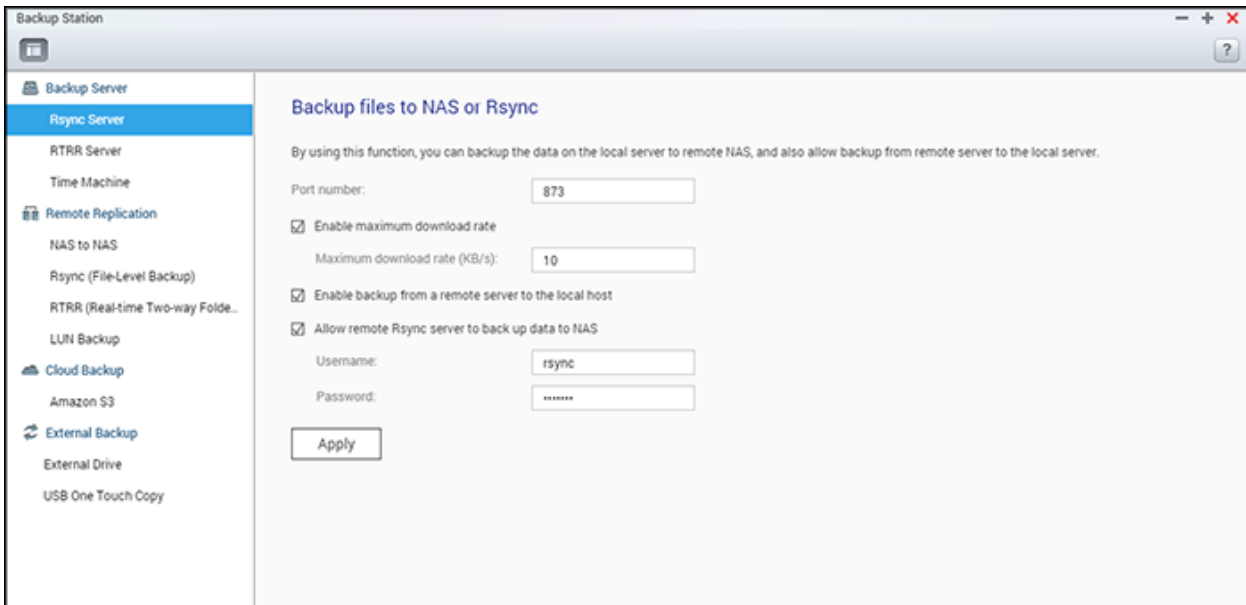 Backup Station
Backup Server
Rsync Server
RTRR Server
Time Machine
Remote Replication
NAS to NAS
Rsync (File-Level Backup)
RTRR (Real-time Two-way Folde...
LUN Backup
Cloud Backup
Amazon S3
External Backup
External Drive
USB One Touch Copy
?
Backup files to NAS or Rsync
By using this function, you can backup the data on the local server to remote NAS, and also allow backup from remote server to the local server.
Port number: 873
Enable maximum download rate
Maximum download rate (KB/s): 10
Enable backup from a remote server to the local host
Allow remote Rsync server to back up data to NAS
Username: rsync
Password: •••••••
Apply